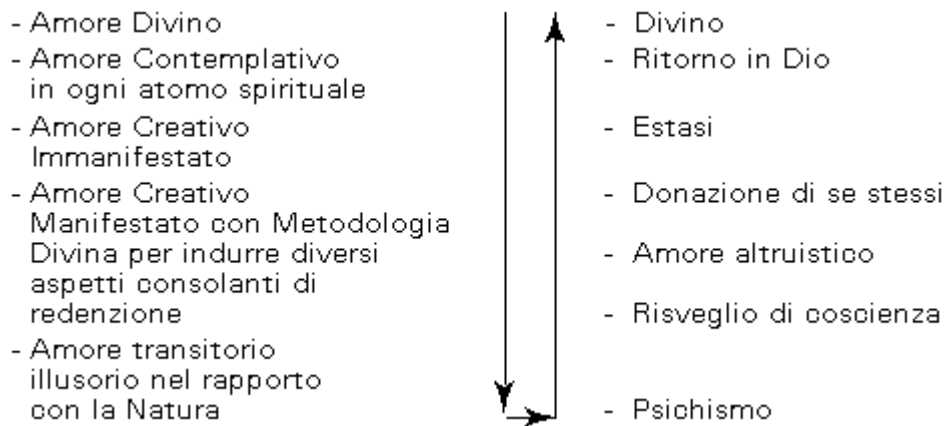 - Amore Divino
- Amore Contemplativo
in ogni atomo spirituale
- Amore Creativo
Immanifestato
- Amore Creativo
Manifestato con Metodologia
Divina per indurre diversi
aspetti consolanti di
redenzione
- Amore transitorio
illusorio nel rapporto
con la Natura
- Divino
- Ritorno in Dio
- Estasi
- Donazione di se stessi
- Amore altruistico
- Risveglio di coscienza
- Psichismo